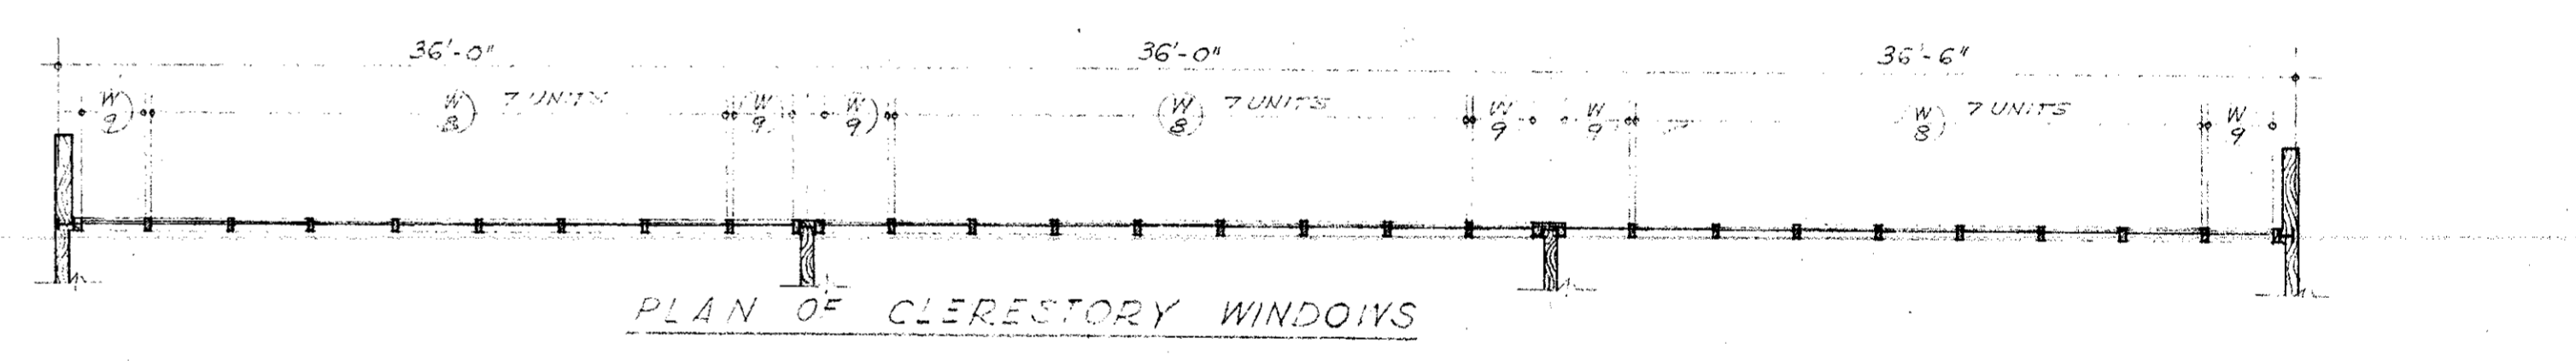 36'-0" 36'-0" 36'-6"
W 2 W 8 7 UNITS W 9 W 9 W 8 7 UNITS W 9 W 9 W 8 7 UNITS W 9
PLAN OF CLERESTORY WINDOWS